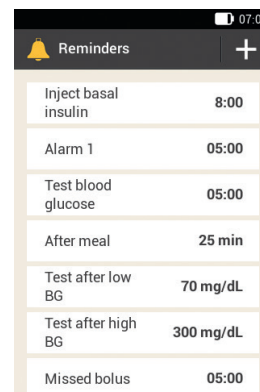 07:0
Reminders
Inject basal
insulin
8:00
Alarm 1
05:00
Test blood
glucose
05:00
After meal
25 min
Test after low
BG
70 mg/dL
Test after high
BG
300 mg/dL
Missed bolus
05:00